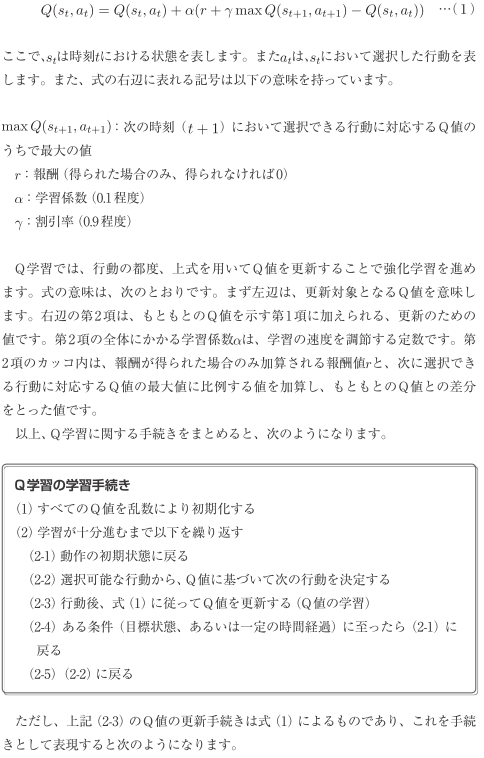 Q(s_t, a_t) = Q(s_t, a_t) + α(r + γ max Q(s_{t+1}, a_{t+1}) − Q(s_t, a_t))　…（1）
ここで、s_tは時刻tにおける状態を表します。またa_tは、s_tにおいて選択した行動を表
します。また、式の右辺に表れる記号は以下の意味を持っています。
max Q(s_{t+1}, a_{t+1})：次の時刻（t + 1）において選択できる行動に対応するQ値の
うちで最大の値
r：報酬（得られた場合のみ、得られなければ0）
α：学習係数（0.1程度）
γ：割引率（0.9程度）
Q学習では、行動の都度、上式を用いてQ値を更新することで強化学習を進め
ます。式の意味は、次のとおりです。まず左辺は、更新対象となるQ値を意味し
ます。右辺の第2項は、もともとのQ値を示す第1項に加えられる、更新のための
値です。第2項の全体にかかる学習係数αは、学習の速度を調節する定数です。第
2項のカッコ内は、報酬が得られた場合のみ加算される報酬値rと、次に選択でき
る行動に対応するQ値の最大値に比例する値を加算し、もともとのQ値との差分
をとった値です。
以上、Q学習に関する手続きをまとめると、次のようになります。
Q学習の学習手続き
（1）すべてのQ値を乱数により初期化する
（2）学習が十分進むまで以下を繰り返す
（2-1）動作の初期状態に戻る
（2-2）選択可能な行動から、Q値に基づいて次の行動を決定する
（2-3）行動後、式（1）に従ってQ値を更新する（Q値の学習）
（2-4）ある条件（目標状態、あるいは一定の時間経過）に至ったら（2-1）に
戻る
（2-5）（2-2）に戻る
ただし、上記（2-3）のQ値の更新手続きは式（1）によるものであり、これを手続
きとして表現すると次のようになります。